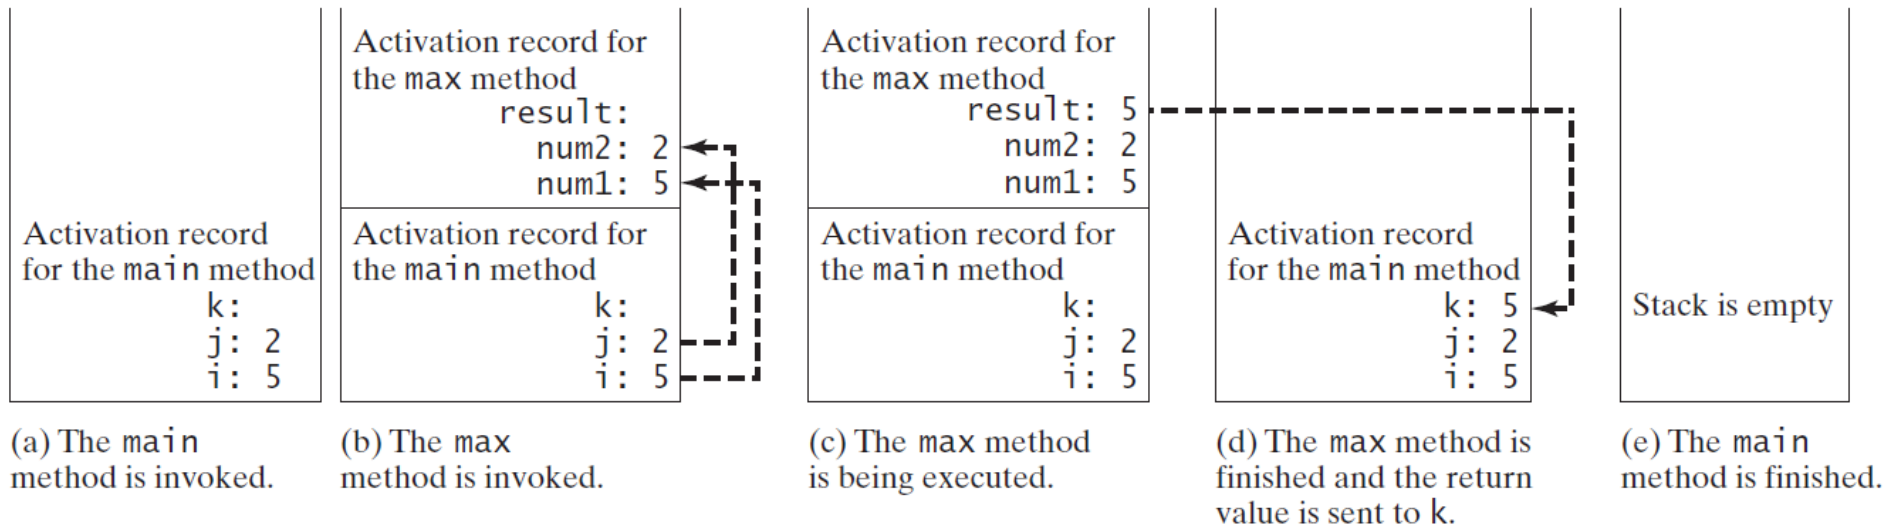 Activation record
for the main method
k:
j: 2
i: 5
(a) The main
method is invoked.
Activation record for
the max method
result:
num2: 2
num1: 5
Activation record for
the main method
k:
j: 2
i: 5
(b) The max
method is invoked.
Activation record for
the max method
result: 5
num2: 2
num1: 5
Activation record for
the main method
k:
j: 2
i: 5
(c) The max method
is being executed.
Activation record
for the main method
k: 5
j: 2
i: 5
(d) The max method is
finished and the return
value is sent to k.
Stack is empty
(e) The main
method is finished.